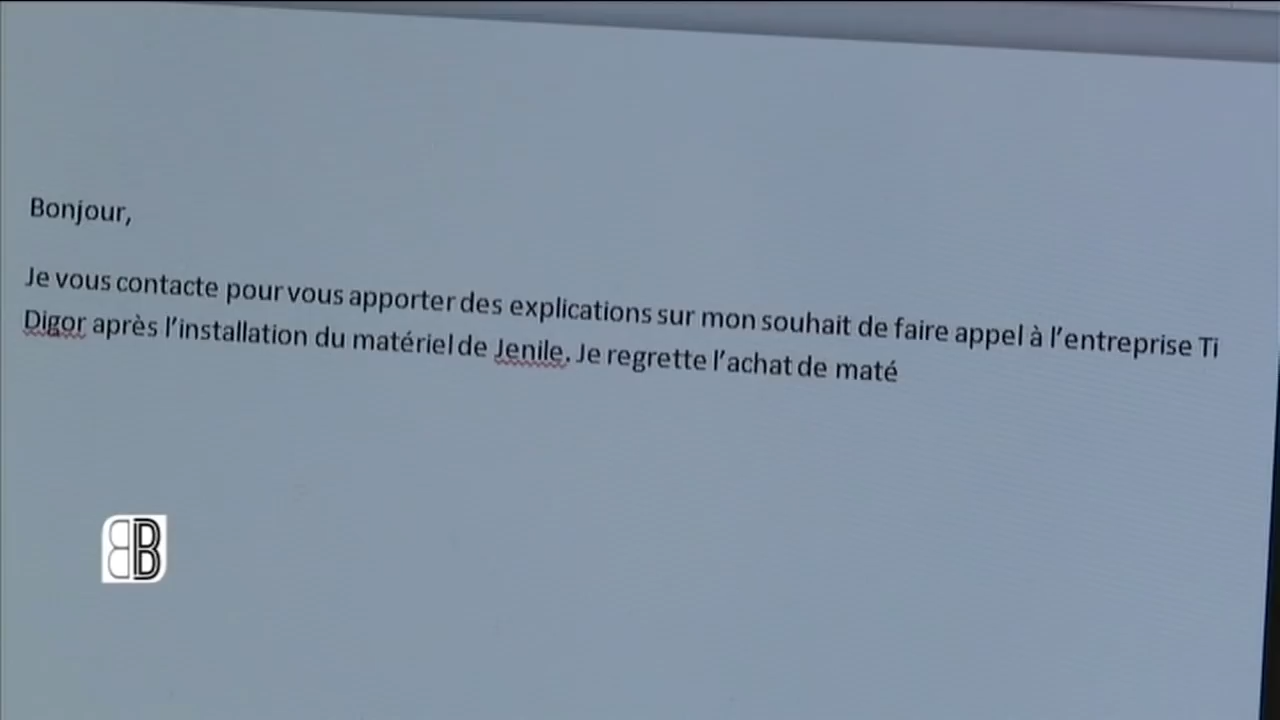 Bonjour,
Je vous contacte pour vous apporter des explications sur mon souhait de faire appel à l'entreprise Ti
Digor après l'installation du matériel de Jenile. Je regrette l'achat de maté
BB